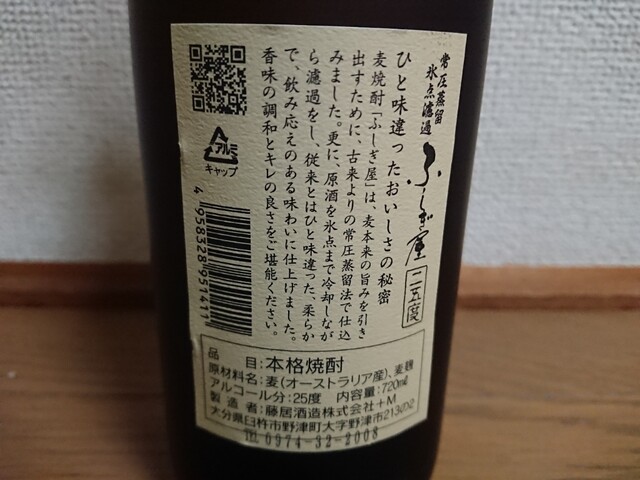 常圧蒸留
氷点濾過
ふしぎ屋
二五度
ひと味違ったおいしさの秘密
麦焼酎「ふしぎ屋」は、麦本来の旨みを引き
出すために、古来よりの常圧蒸留法で仕込
みました。更に、原酒を氷点まで冷却しなが
ら濾過をし、従来とはひと味違った、柔らか
で、飲み応えのある味わいに仕上げました。
香味の調和とキレの良さをご堪能ください。
アルミ
キャップ
4 958328 951411
品目:本格焼酎
原材料名:麦(オーストラリア産)、麦麹
アルコール分:25度 内容量:720ml
製造者:藤居酒造株式会社+M
大分県臼杵市野津町大字野津市213の2
TEL 0974-32-2008